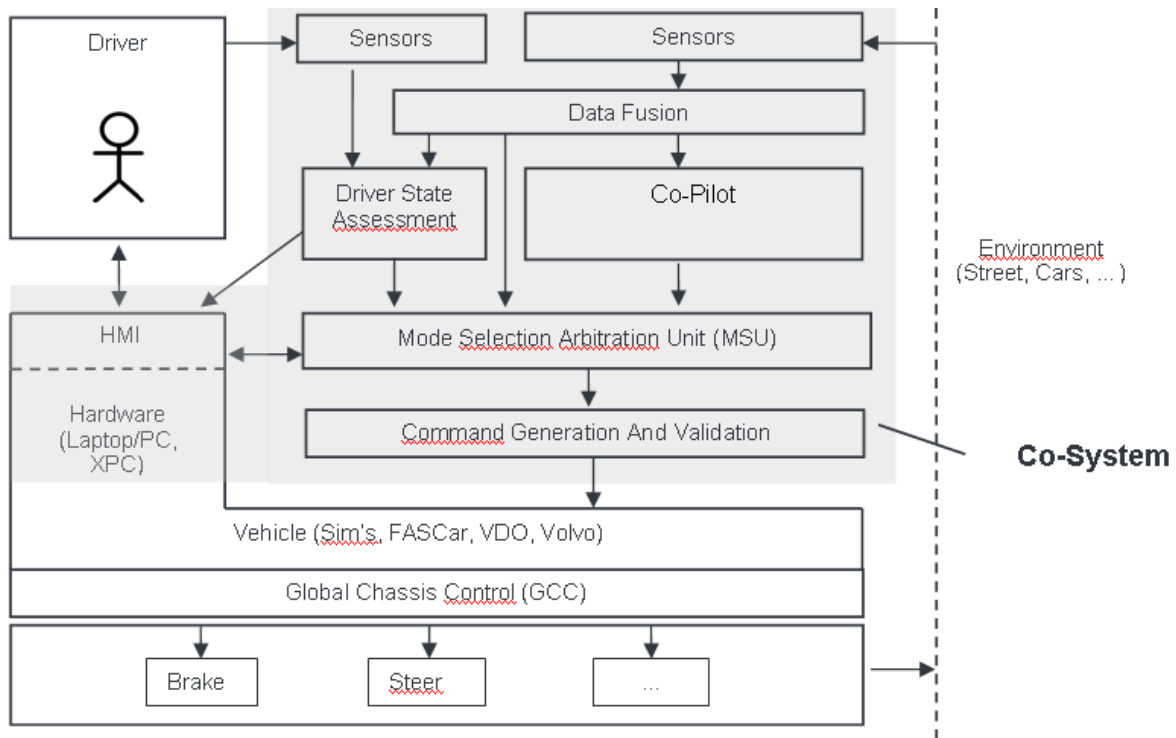 Driver
Sensors
Sensors
Data Fusion
Driver State
Assessment
Co-Pilot
Environment
(Street, Cars, ... )
HMI
Mode Selection Arbitration Unit (MSU)
Hardware
(Laptop/PC,
XPC)
Command Generation And Validation
Co-System
Vehicle (Sim's, FASCar, VDO, Volvo)
Global Chassis Control (GCC)
Brake
Steer
...